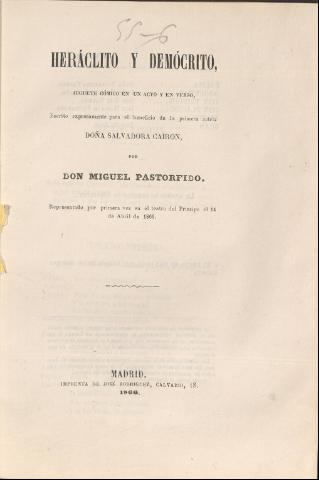 55-6
HERÁCLITO Y DEMÓCRITO,
JUGUETE CÓMICO EN UN ACTO Y EN VERSO,
Escrito expresamente para el beneficio de la primera actriz
DOÑA SALVADORA CAIRON,
POR
DON MIGUEL PASTORFIDO.
Representado por primera vez en el teatro del Príncipe el 14
de Abril de 1866.
MADRID.
IMPRENTA DE JOSÉ RODRIGUEZ, CALVARIO, 18.
1866.